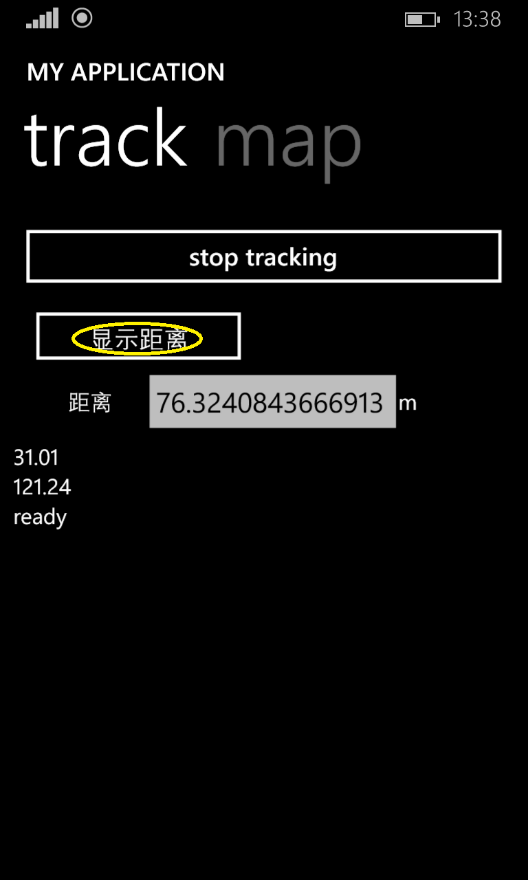 13:38
MY APPLICATION
track map
stop tracking
显示距离
距离 76.3240843666913 m
31.01
121.24
ready